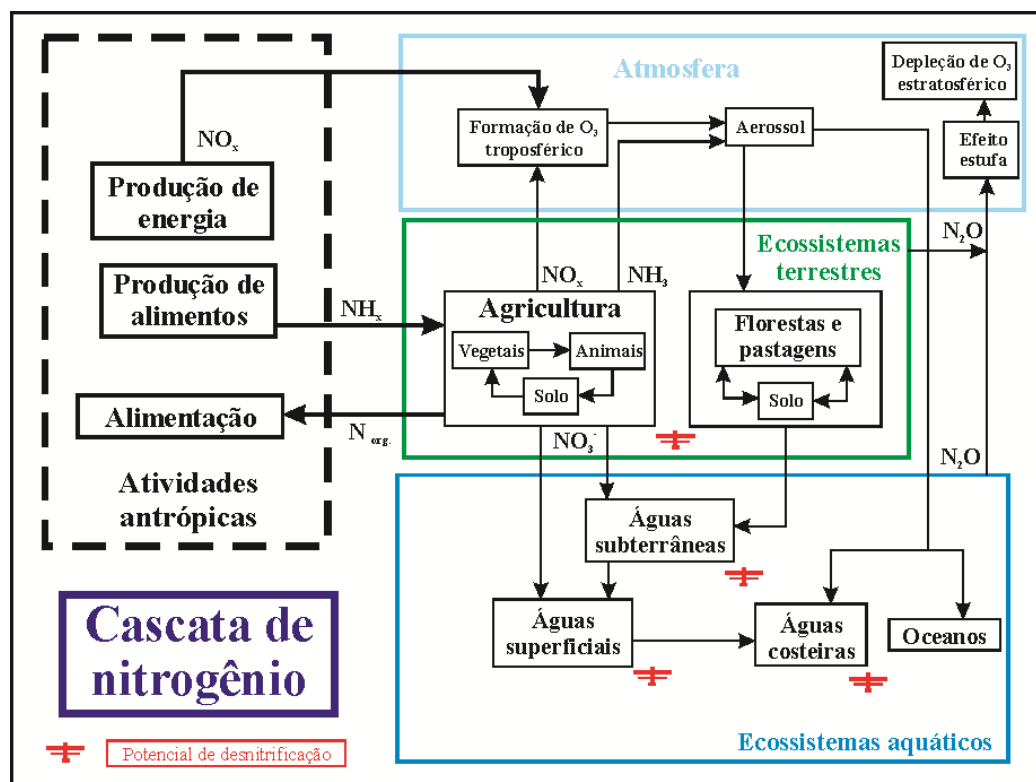 Atmosfera
Depleção de O₃
estratosférico
Formação de O₃
troposférico
Aerossol
Efeito
estufa
NOₓ
Produção de
energia
Ecossistemas
terrestres
N₂O
Produção de
alimentos
NHₓ
NOₓ
NH₃
Agricultura
Vegetais
Animais
Solo
Florestas e
pastagens
Solo
Alimentação
N org.
NO₃⁻
N₂O
Atividades
antrópicas
Águas
subterrâneas
Águas
superficiais
Águas
costeiras
Oceanos
Cascata de
nitrogênio
Potencial de desnitrificação
Ecossistemas aquáticos